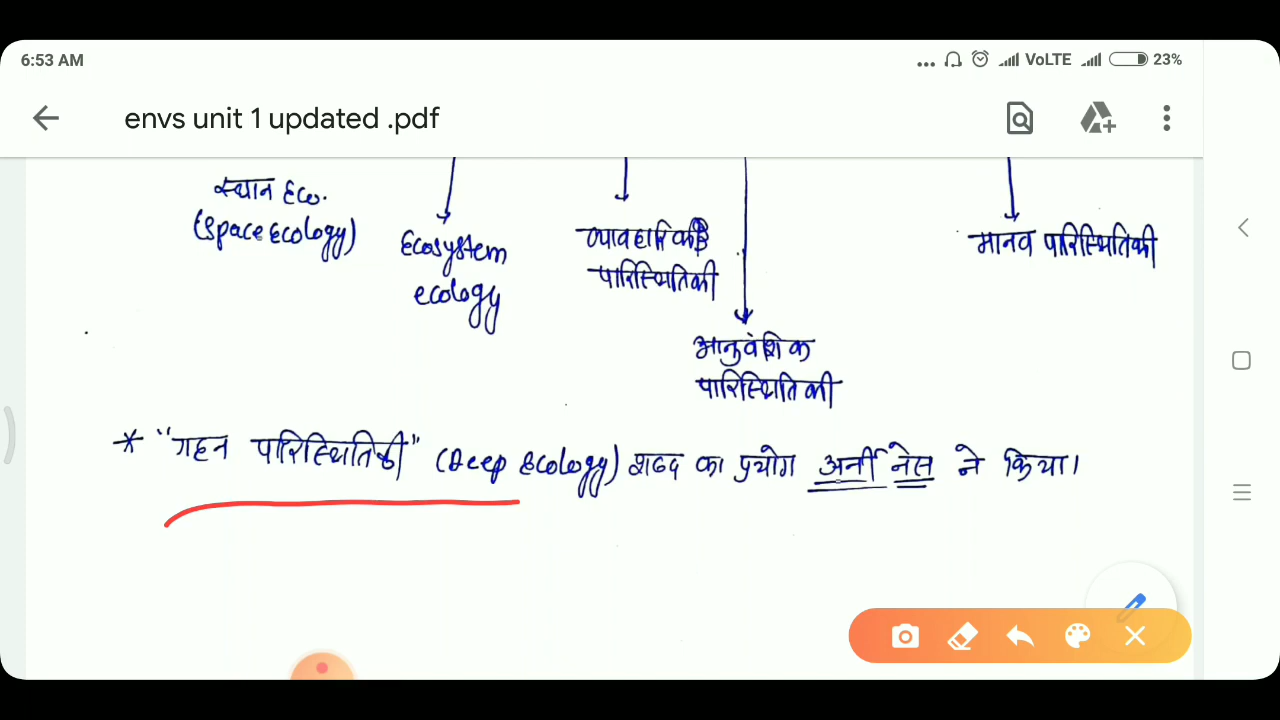 6:53 AM
... VoLTE 23%
envs unit 1 updated .pdf
स्थान Eco.
(Space Ecology)
Ecosystem
ecology
व्यावहारिकी
पारिस्थितिकी
मानव पारिस्थितिकी
आनुवंशिक
पारिस्थितिकी
* "गहन पारिस्थितिकी" (Deep Ecology) शब्द का प्रयोग अर्नी नेस ने किया।